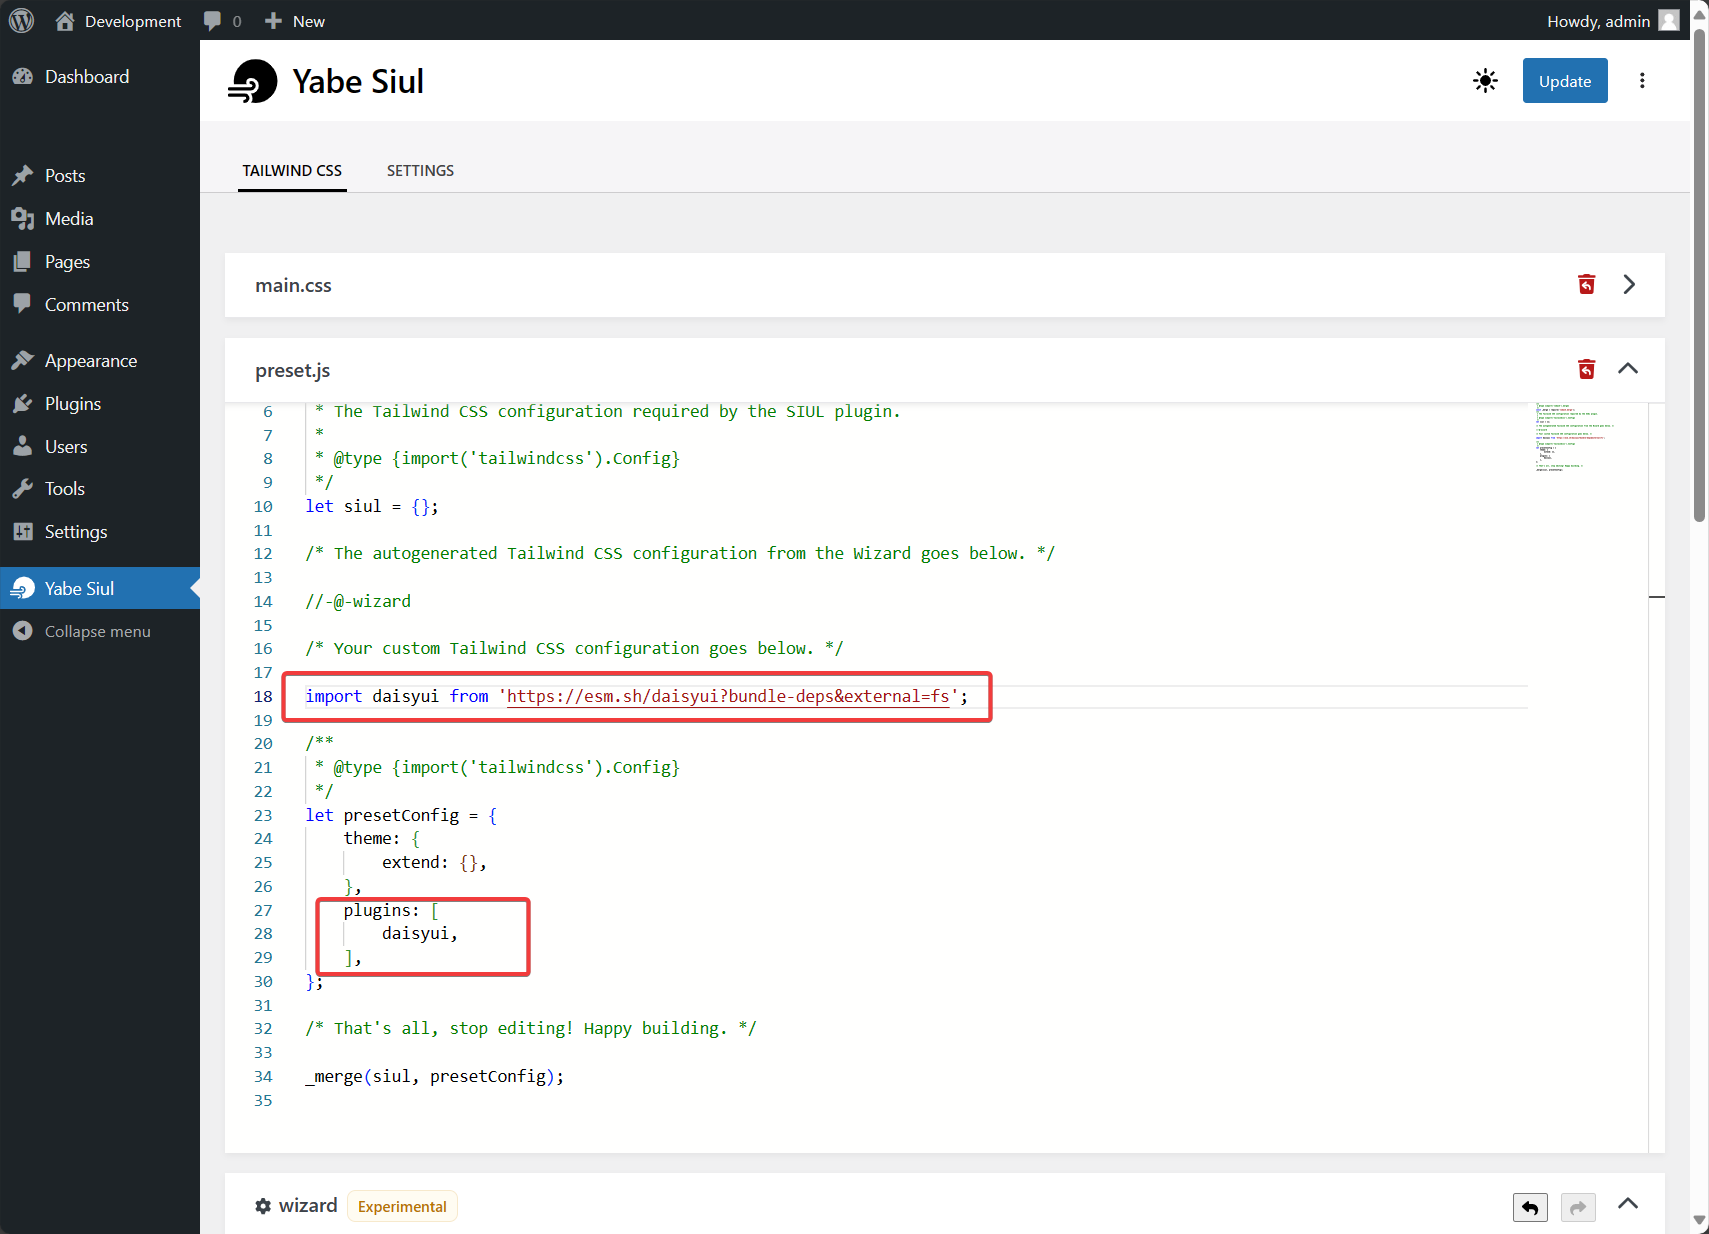 Development
0
New
Howdy, admin
Dashboard
Posts
Media
Pages
Comments
Appearance
Plugins
Users
Tools
Settings
Yabe Siul
Collapse menu
Yabe Siul
Update
TAILWIND CSS
SETTINGS
main.css
preset.js
6 * The Tailwind CSS configuration required by the SIUL plugin.
7 *
8 * @type {import('tailwindcss').Config}
9 */
10 let siul = {};
11
12 /* The autogenerated Tailwind CSS configuration from the Wizard goes below. */
13
14 //-@-wizard
15
16 /* Your custom Tailwind CSS configuration goes below. */
17
18 import daisyui from 'https://esm.sh/daisyui?bundle-deps&external=fs';
19
20 /**
21 * @type {import('tailwindcss').Config}
22 */
23 let presetConfig = {
24 theme: {
25 extend: {},
26 },
27 plugins: [
28 daisyui,
29 ],
30 };
31
32 /* That's all, stop editing! Happy building. */
33
34 _merge(siul, presetConfig);
35
wizard
Experimental